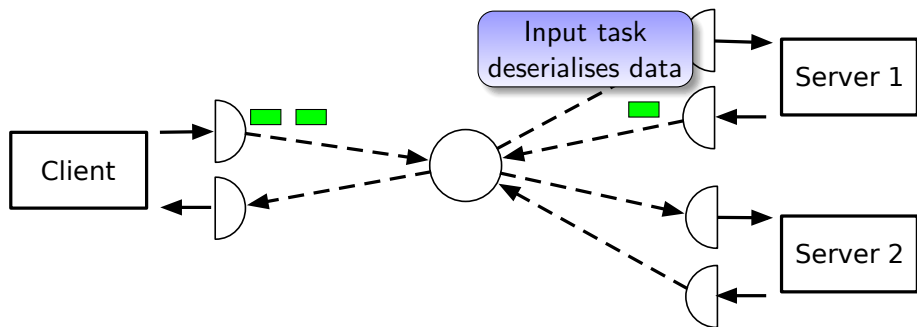 Input task
deserialises data
Server 1
Client
Server 2